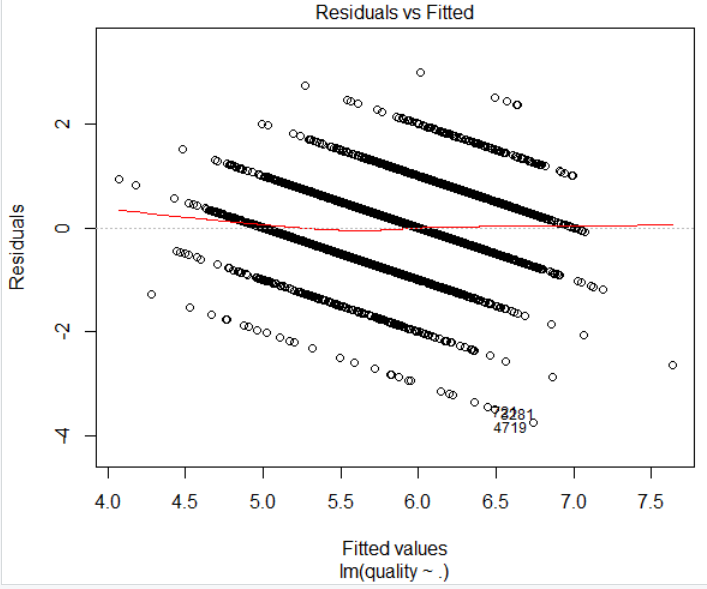 Residuals vs Fitted
Residuals
2
0
-2
-4
4719
4.0 4.5 5.0 5.5 6.0 6.5 7.0 7.5
Fitted values
lm(quality ~ .)